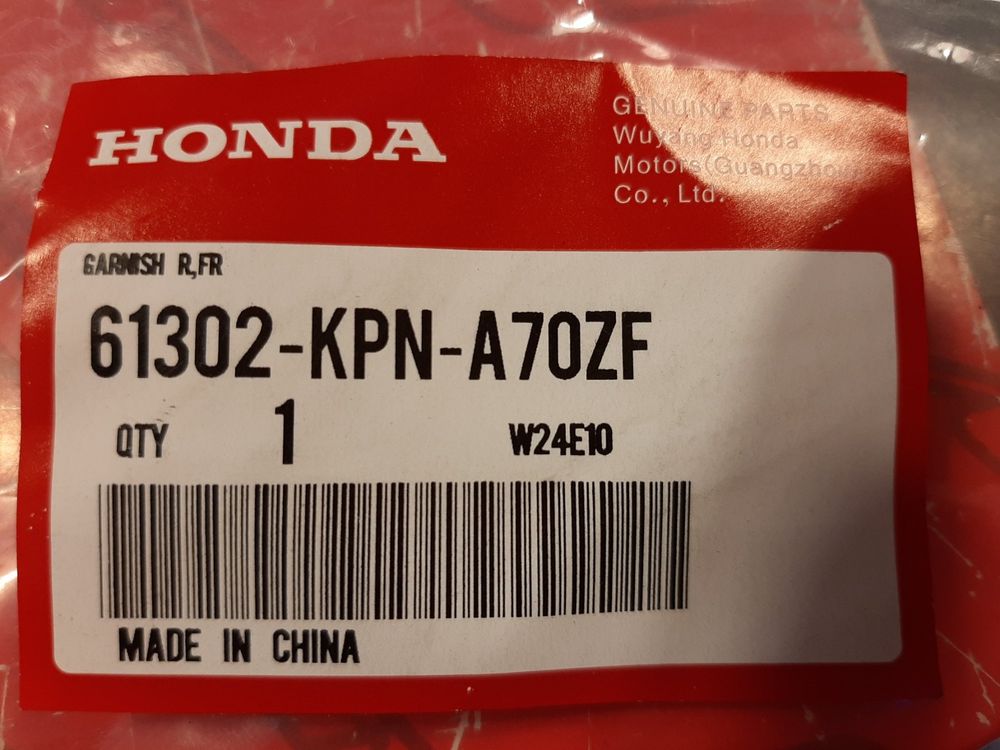 HONDA
GENUINE PARTS
Wuyang Honda
Motors(Guangzhou)
Co., Ltd.
GARNISH R,FR
61302-KPN-A70ZF
QTY 1 W24E10
MADE IN CHINA